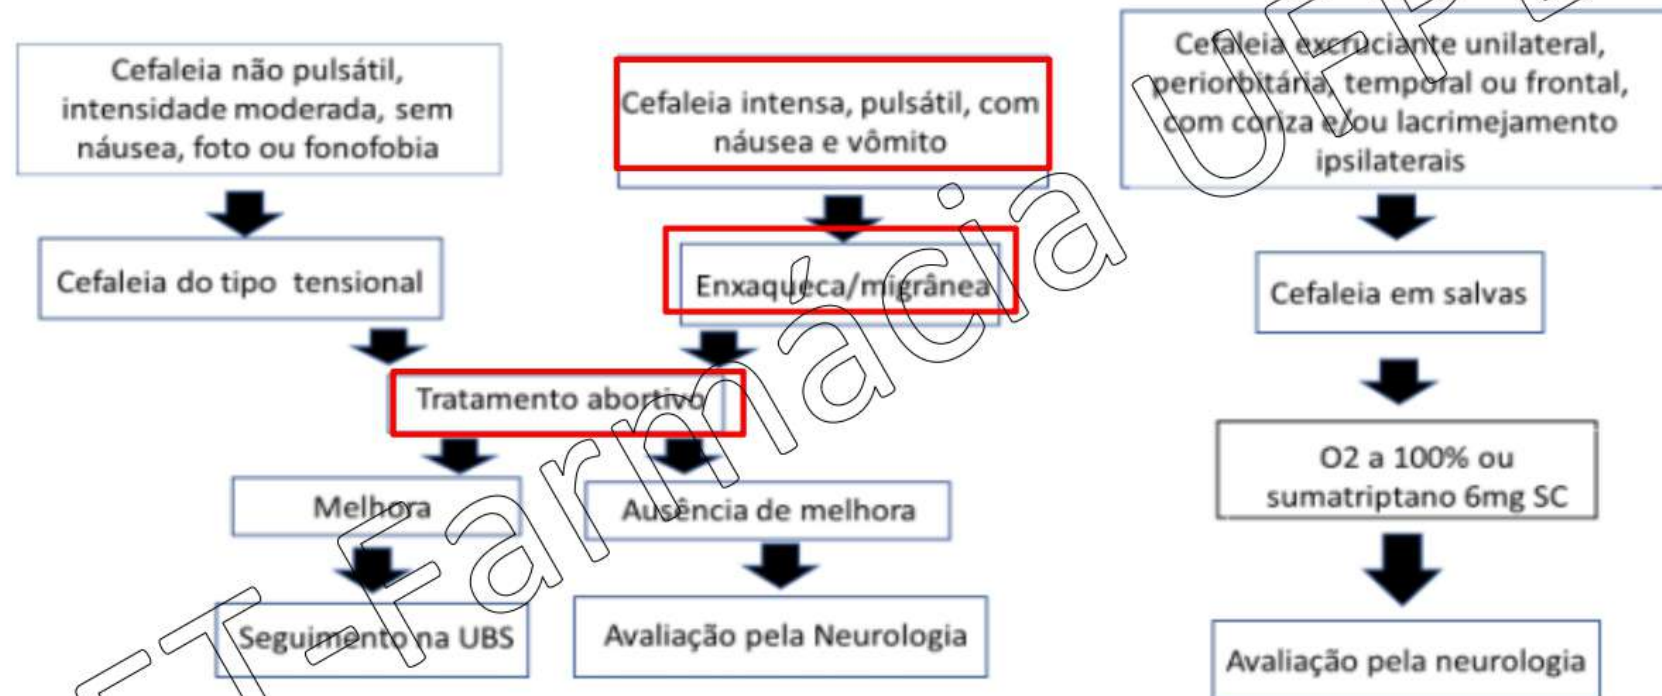 Cefaleia não pulsátil,
intensidade moderada, sem
náusea, foto ou fonofobia
Cefaleia do tipo tensional
Cefaleia intensa, pulsátil, com
náusea e vômito
Enxaqueca/migrânea
Tratamento abortivo
Melhora
Ausência de melhora
Seguimento na UBS
Avaliação pela Neurologia
Cefaleia excruciante unilateral,
periorbitária, temporal ou frontal,
com coriza e/ou lacrimejamento
ipsilaterais
Cefaleia em salvas
O2 a 100% ou
sumatriptano 6mg SC
Avaliação pela neurologia
ET-Farmácia UFP